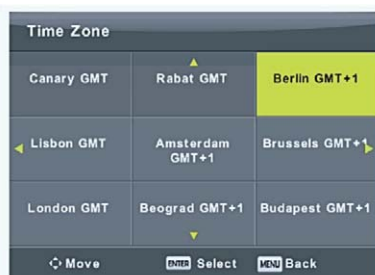 Time Zone
Canary GMT
Rabat GMT
Berlin GMT+1
Lisbon GMT
Amsterdam
GMT+1
Brussels GMT+1
London GMT
Beograd GMT+1
Budapest GMT+1
Move
ENTER Select
MENU Back